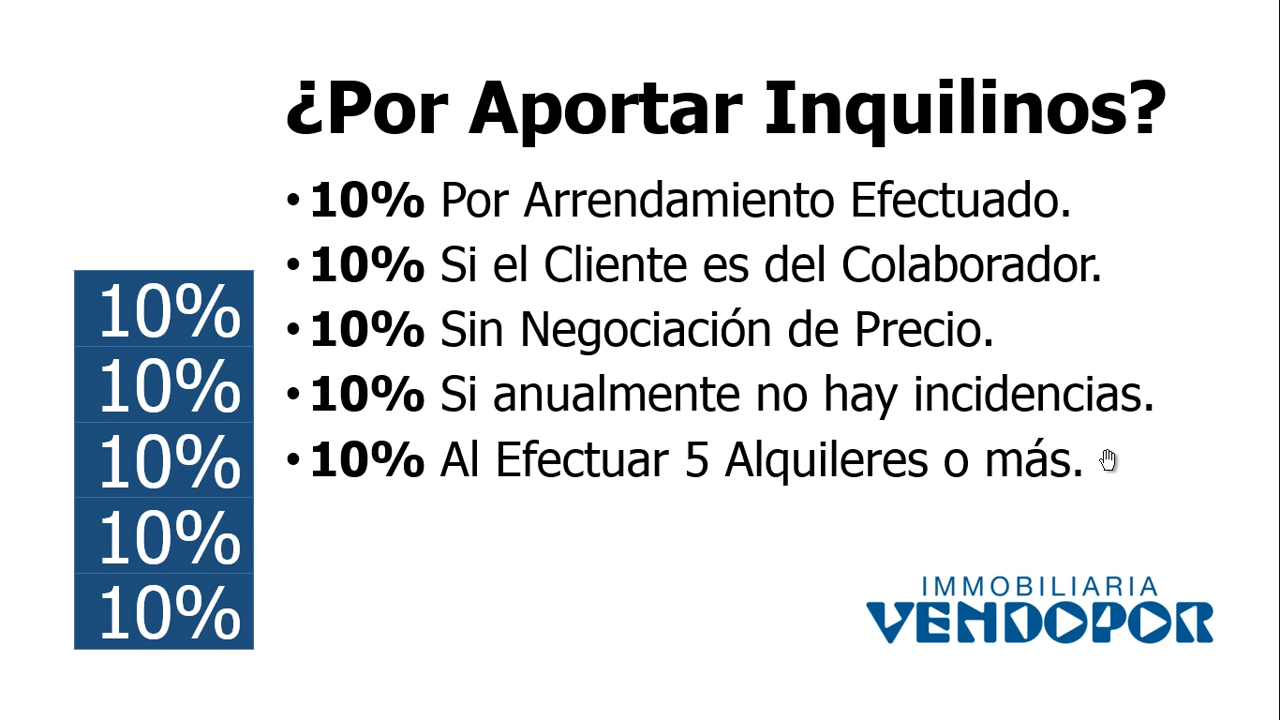 ¿Por Aportar Inquilinos?
• 10% Por Arrendamiento Efectuado.
• 10% Si el Cliente es del Colaborador.
• 10% Sin Negociación de Precio.
• 10% Si anualmente no hay incidencias.
• 10% Al Efectuar 5 Alquileres o más.
10%
10%
10%
10%
10%
IMMOBILIARIA
VENDOPOR